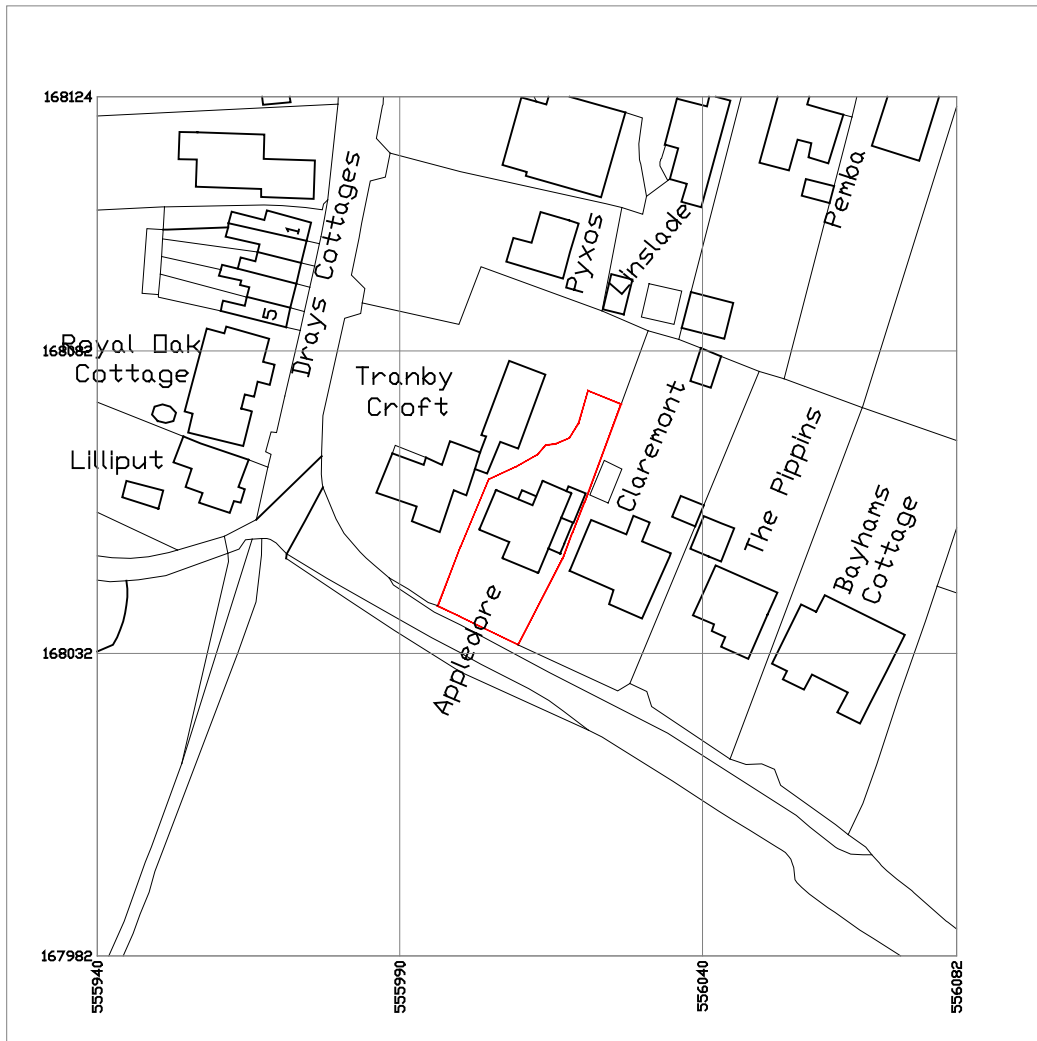 168124
Drays Cottages
1
5
Pyxos
Linslade
Pemba
Royal Oak
Cottage
168082
Tranby
Croft
Claremont
The Pippins
Lilliput
Bayhams
Cottage
Appledore
168032
167982
555940
555990
556040
556082